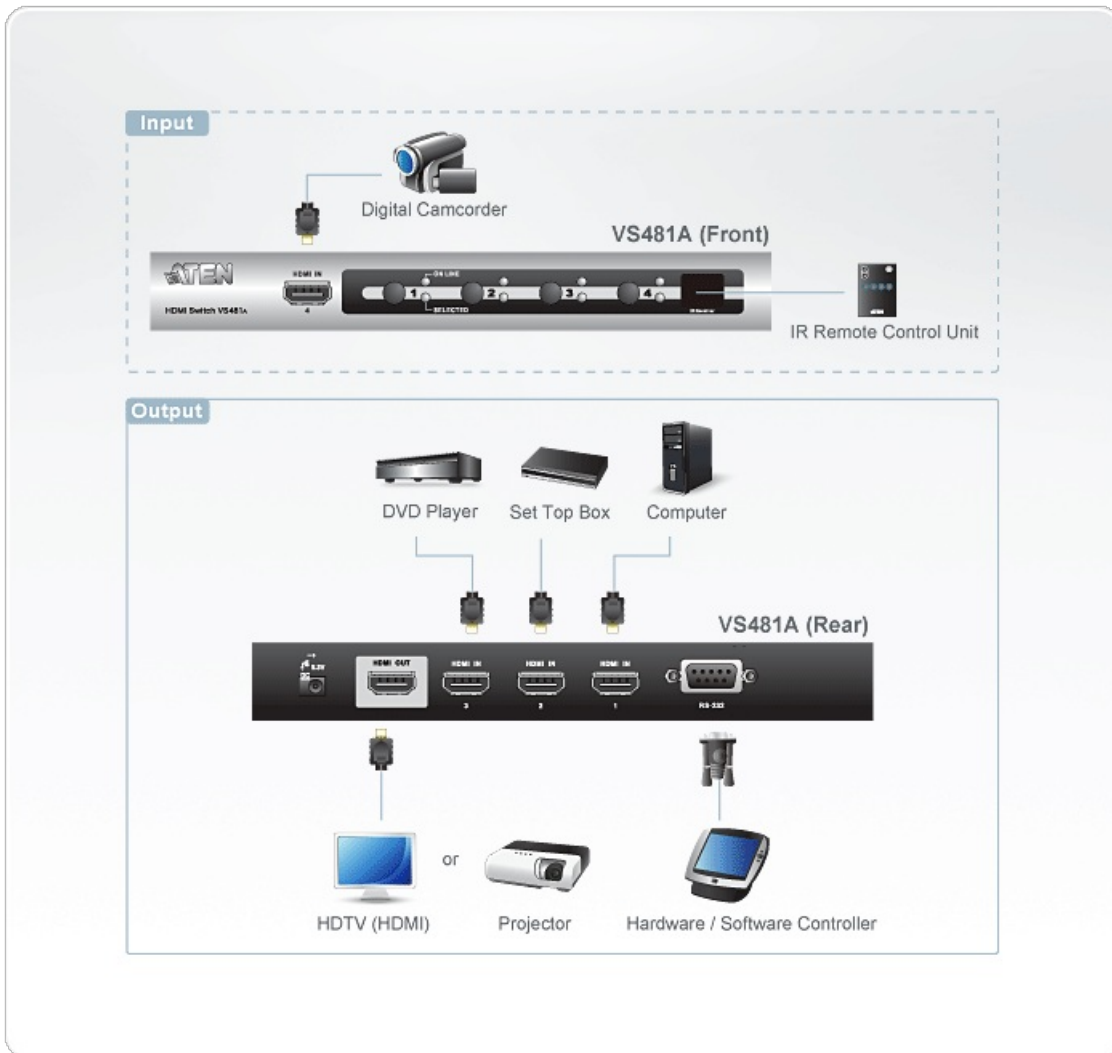 Input
Digital Camcorder
VS481A (Front)
ATEN
HDMI IN
ON LINE
1 2 3 4
SELECTED
HDMI Switch VS481A
4
IR Remote Control Unit
Output
DVD Player Set Top Box Computer
VS481A (Rear)
HDMI OUT HDMI IN HDMI IN HDMI IN
3 2 1 RS-232
or
HDTV (HDMI) Projector Hardware / Software Controller